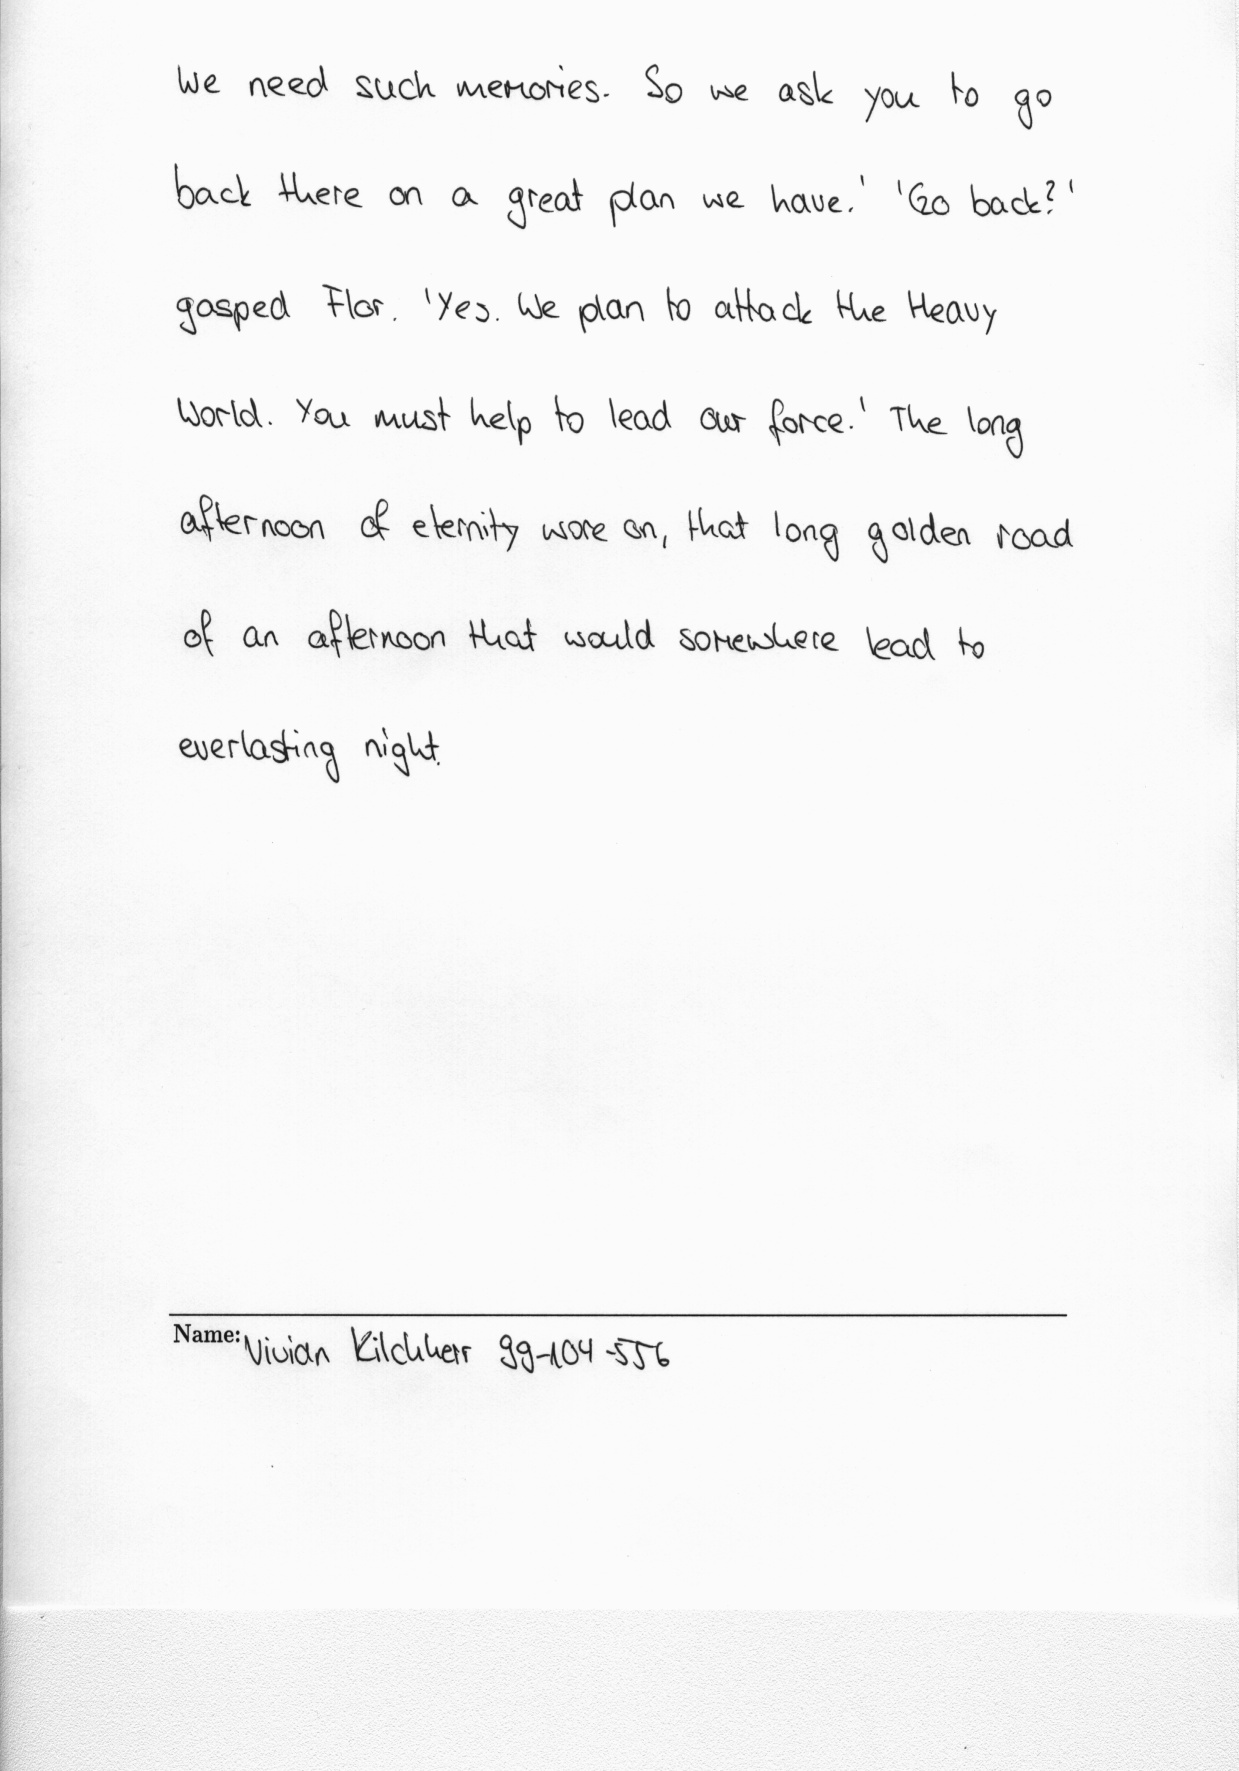 We need such memories. So we ask you to go
back there on a great plan we have.' 'Go back?'
gasped Flor. 'Yes. We plan to attack the Heavy
World. You must help to lead our force.' The long
afternoon of eternity wore on, that long golden road
of an afternoon that would somewhere lead to
everlasting night.
Name: Vivian Kilchherr 99-104-556